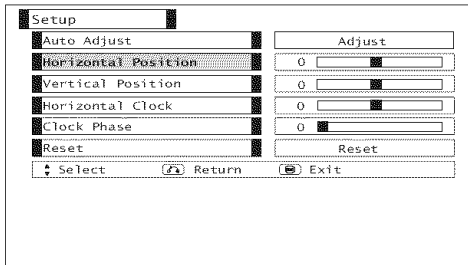 Setup
Auto Adjust Adjust
Horizontal Position 0
Vertical Position 0
Horizontal Clock 0
Clock Phase 0
Reset Reset
Select Return Exit